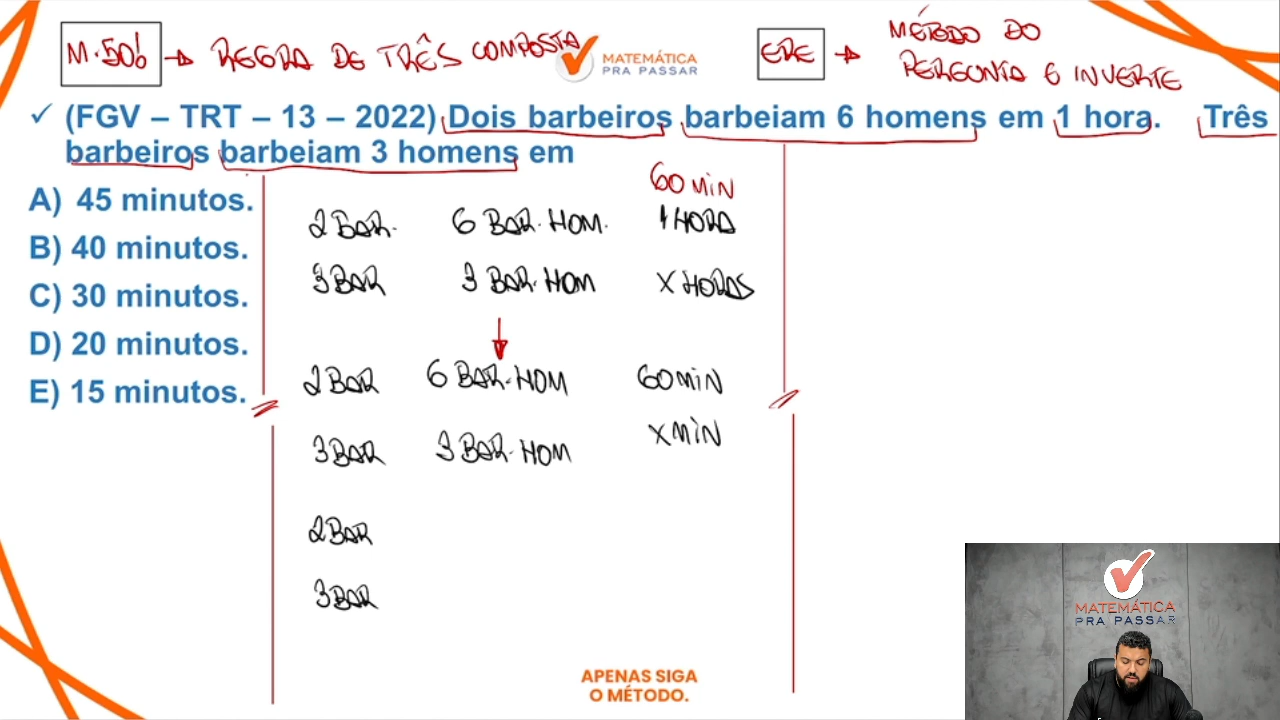 M.50! → REGRA DE TRÊS COMPOSTA
MATEMÁTICA
PRA PASSAR
ERE → MÉTODO DO
PERGUNTA E INVERTE
✓ (FGV – TRT – 13 – 2022) Dois barbeiros barbeiam 6 homens em 1 hora. Três
barbeiros barbeiam 3 homens em
A) 45 minutos.
B) 40 minutos.
C) 30 minutos.
D) 20 minutos.
E) 15 minutos.
60 MIN
2 BAR. 6 BAR. HOM. 1 HORA
3 BAR 3 BAR. HOM X HORAS
2 BAR 6 BAR. HOM 60 MIN
3 BAR 3 BAR. HOM X MIN
2 BAR
3 BAR
MATEMÁTICA
PRA PASSAR
APENAS SIGA
O MÉTODO.